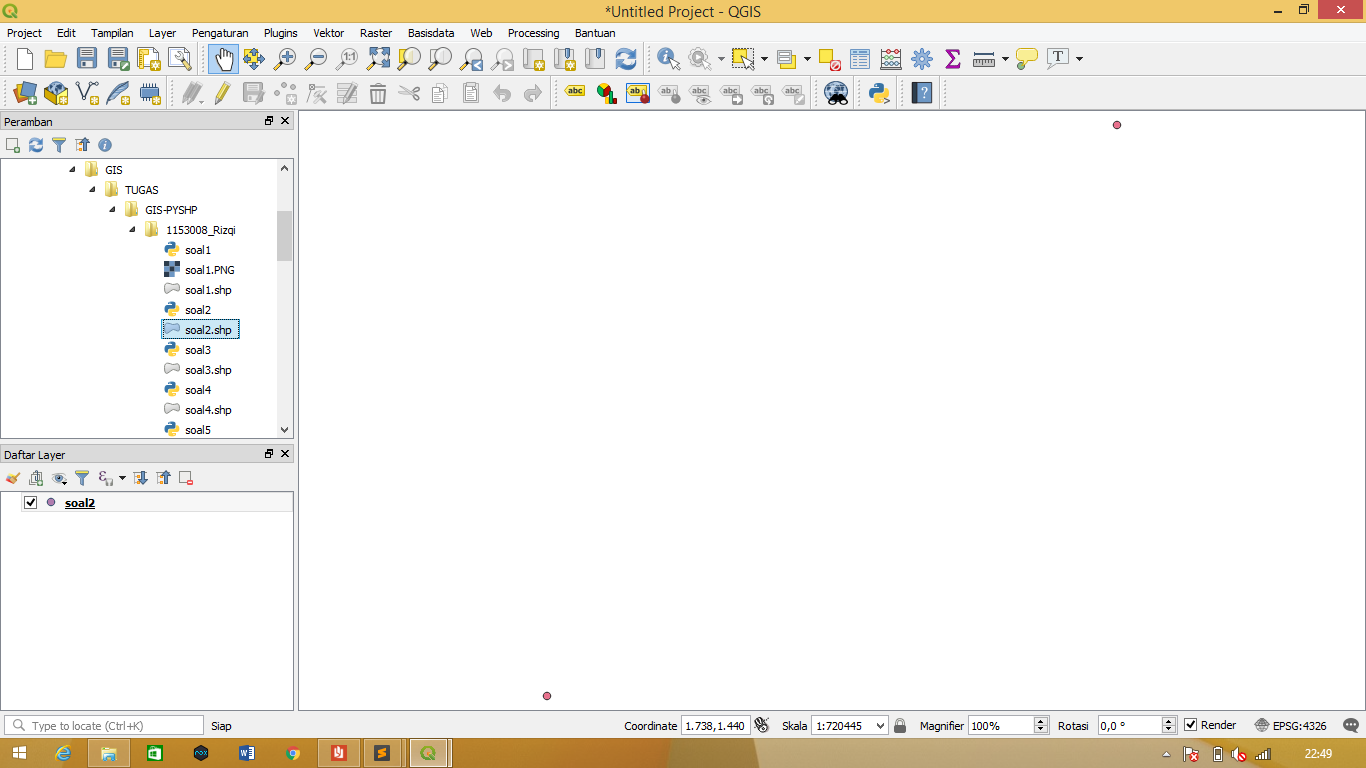 *Untitled Project - QGIS
Project Edit Tampilan Layer Pengaturan Plugins Vektor Raster Basisdata Web Processing Bantuan
Peramban
GIS
TUGAS
GIS-PYSHP
1153008_Rizqi
soal1
soal1.PNG
soal1.shp
soal2
soal2.shp
soal3
soal3.shp
soal4
soal4.shp
soal5
Daftar Layer
soal2
Type to locate (Ctrl+K) Siap Coordinate 1.738,1.440 Skala 1:720445 Magnifier 100% Rotasi 0,0 ° Render EPSG:4326
22:49